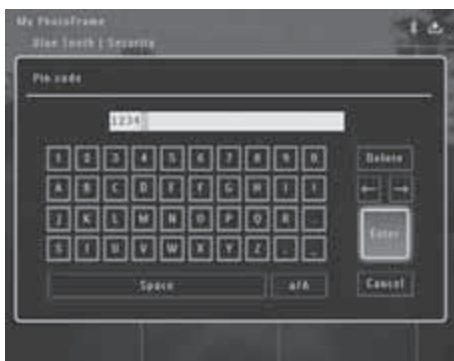 My PhotoFrame
Blue Tooth | Security
Pin code
1234
1 2 3 4 5 6 7 8 9 0 Delete
A B C D E F G H I ← →
J K L M N O P Q R Enter
S T U V W X Y Z . _
Space a/A Cancel